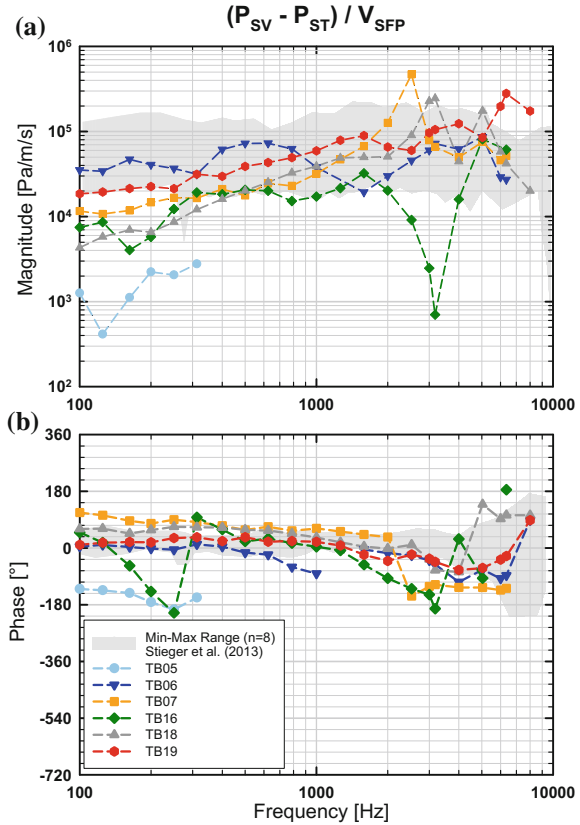 (P_SV - P_ST) / V_SFP
(a)
10^6
10^5
10^4
10^3
10^2
Magnitude [Pa/m/s]
100
1000
10000
(b)
360
180
0
-180
-360
-540
-720
Phase [°]
Min-Max Range (n=8)
Stieger et al. (2013)
TB05
TB06
TB07
TB16
TB18
TB19
100
1000
10000
Frequency [Hz]